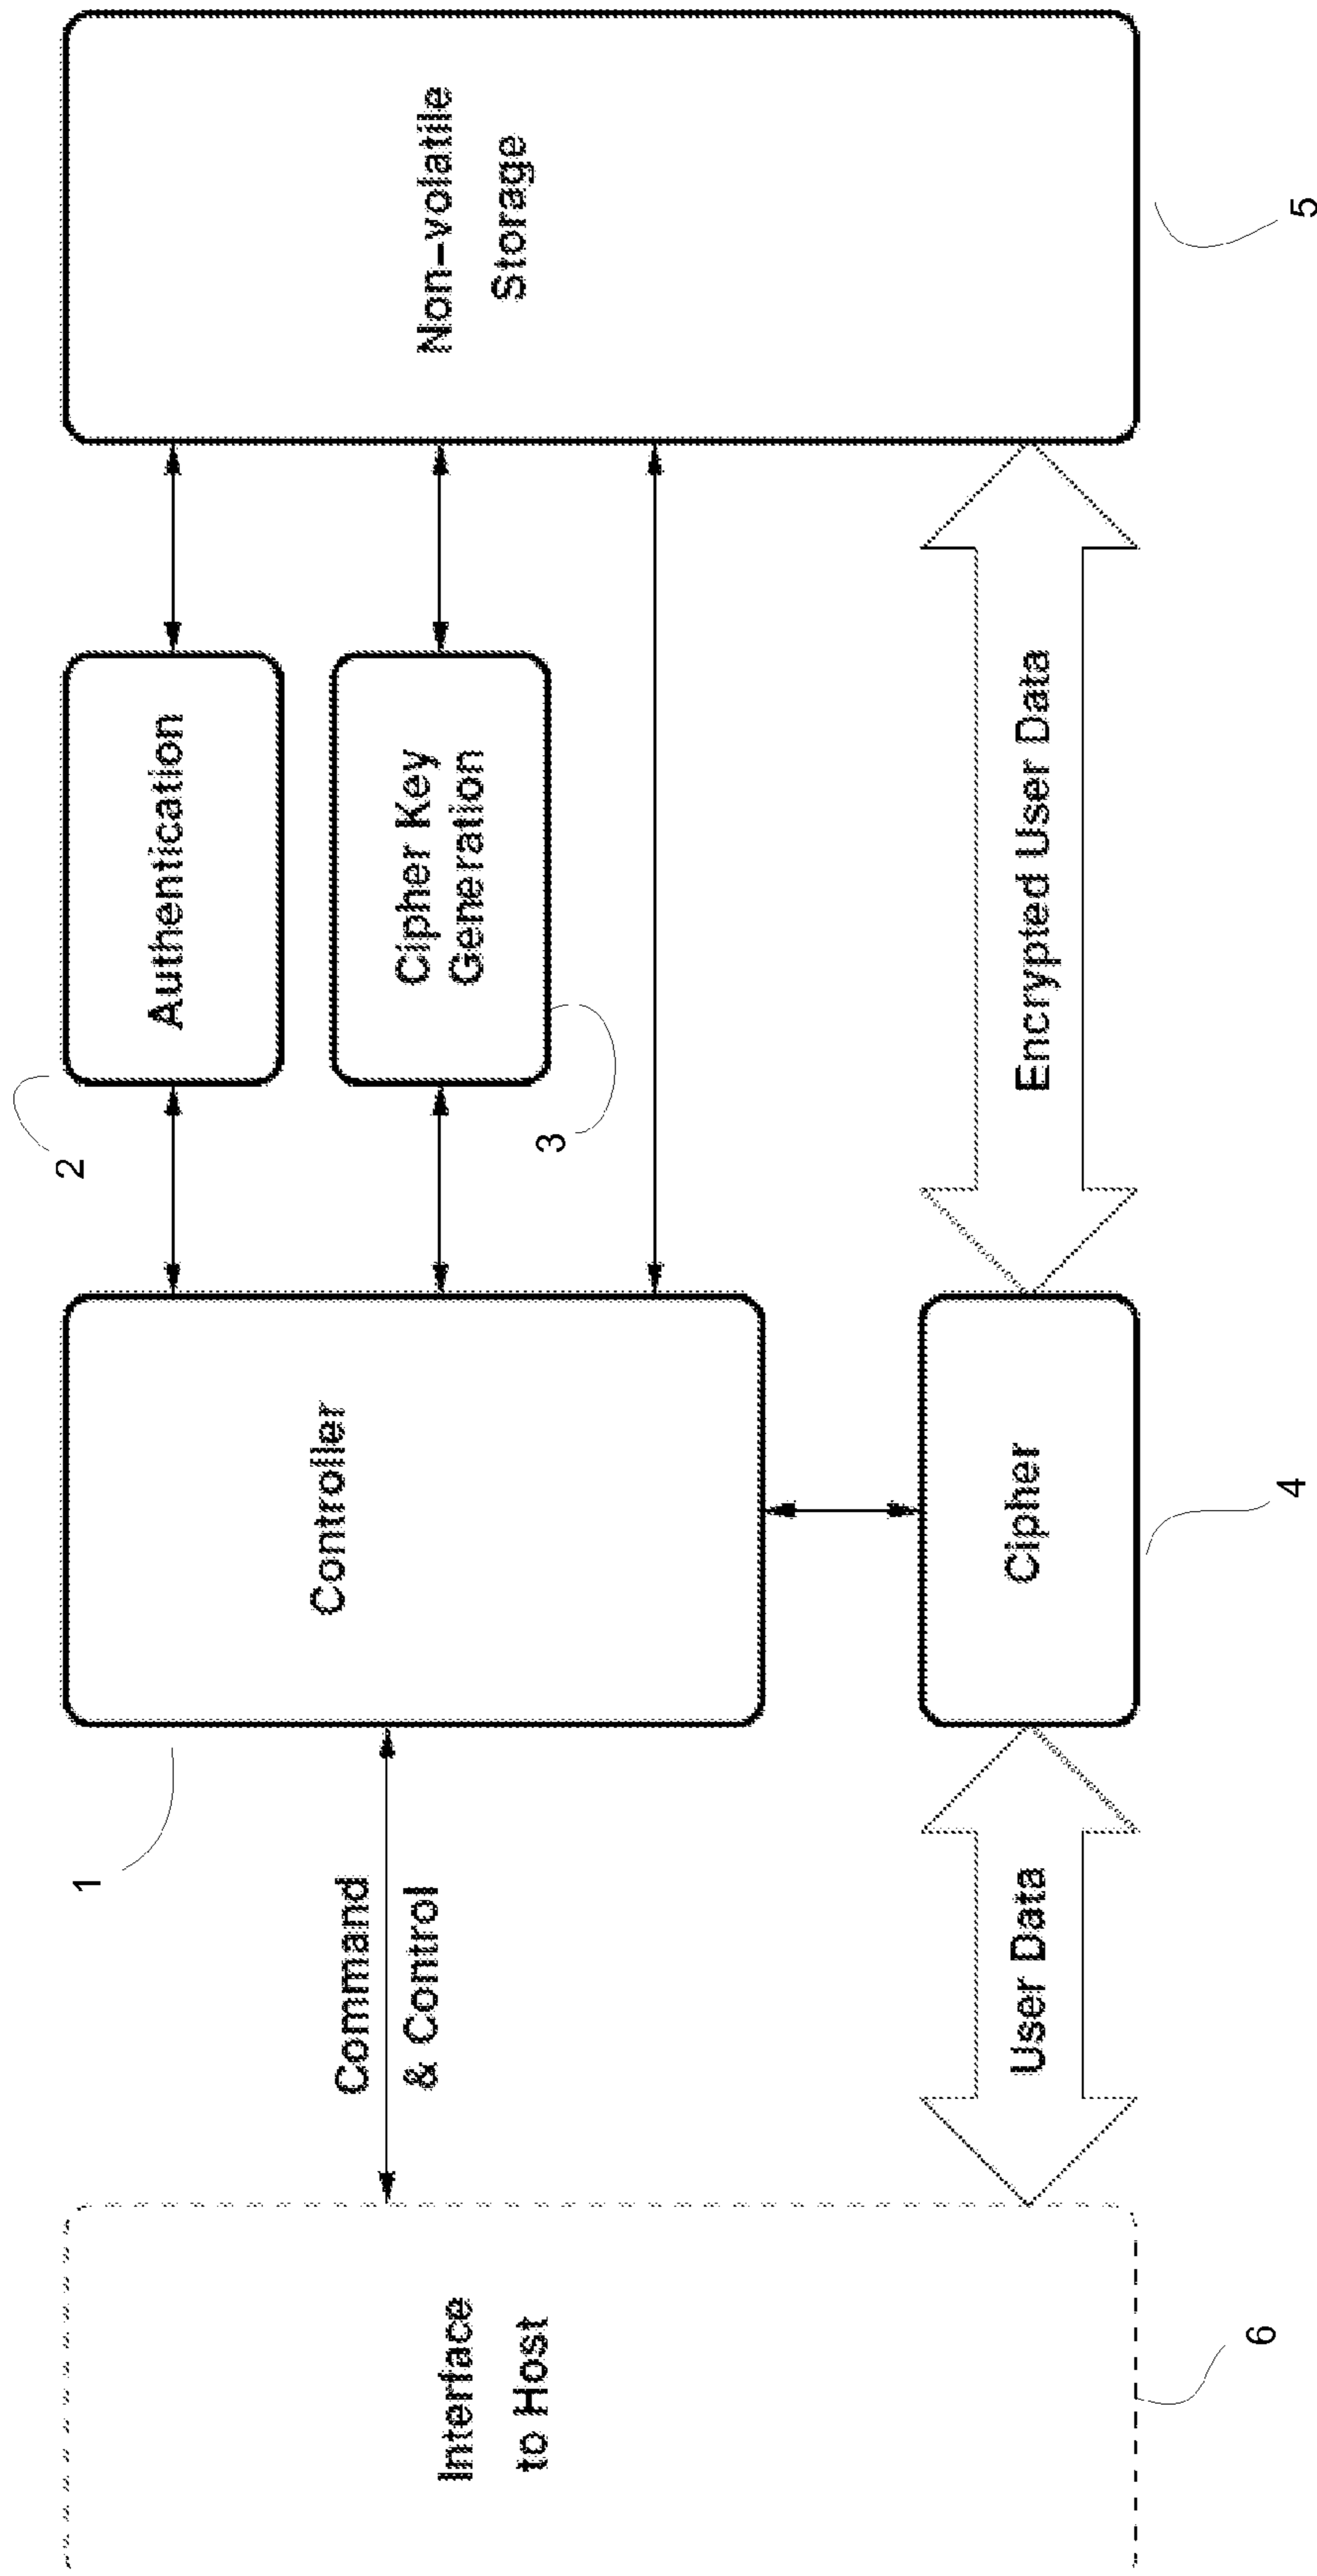 2
Authentication
Cipher Key
Generation
3
Non-volatile
Storage
5
1
Controller
Command
& Control
Interface
to Host
6
User Data
Cipher
4
Encrypted User Data